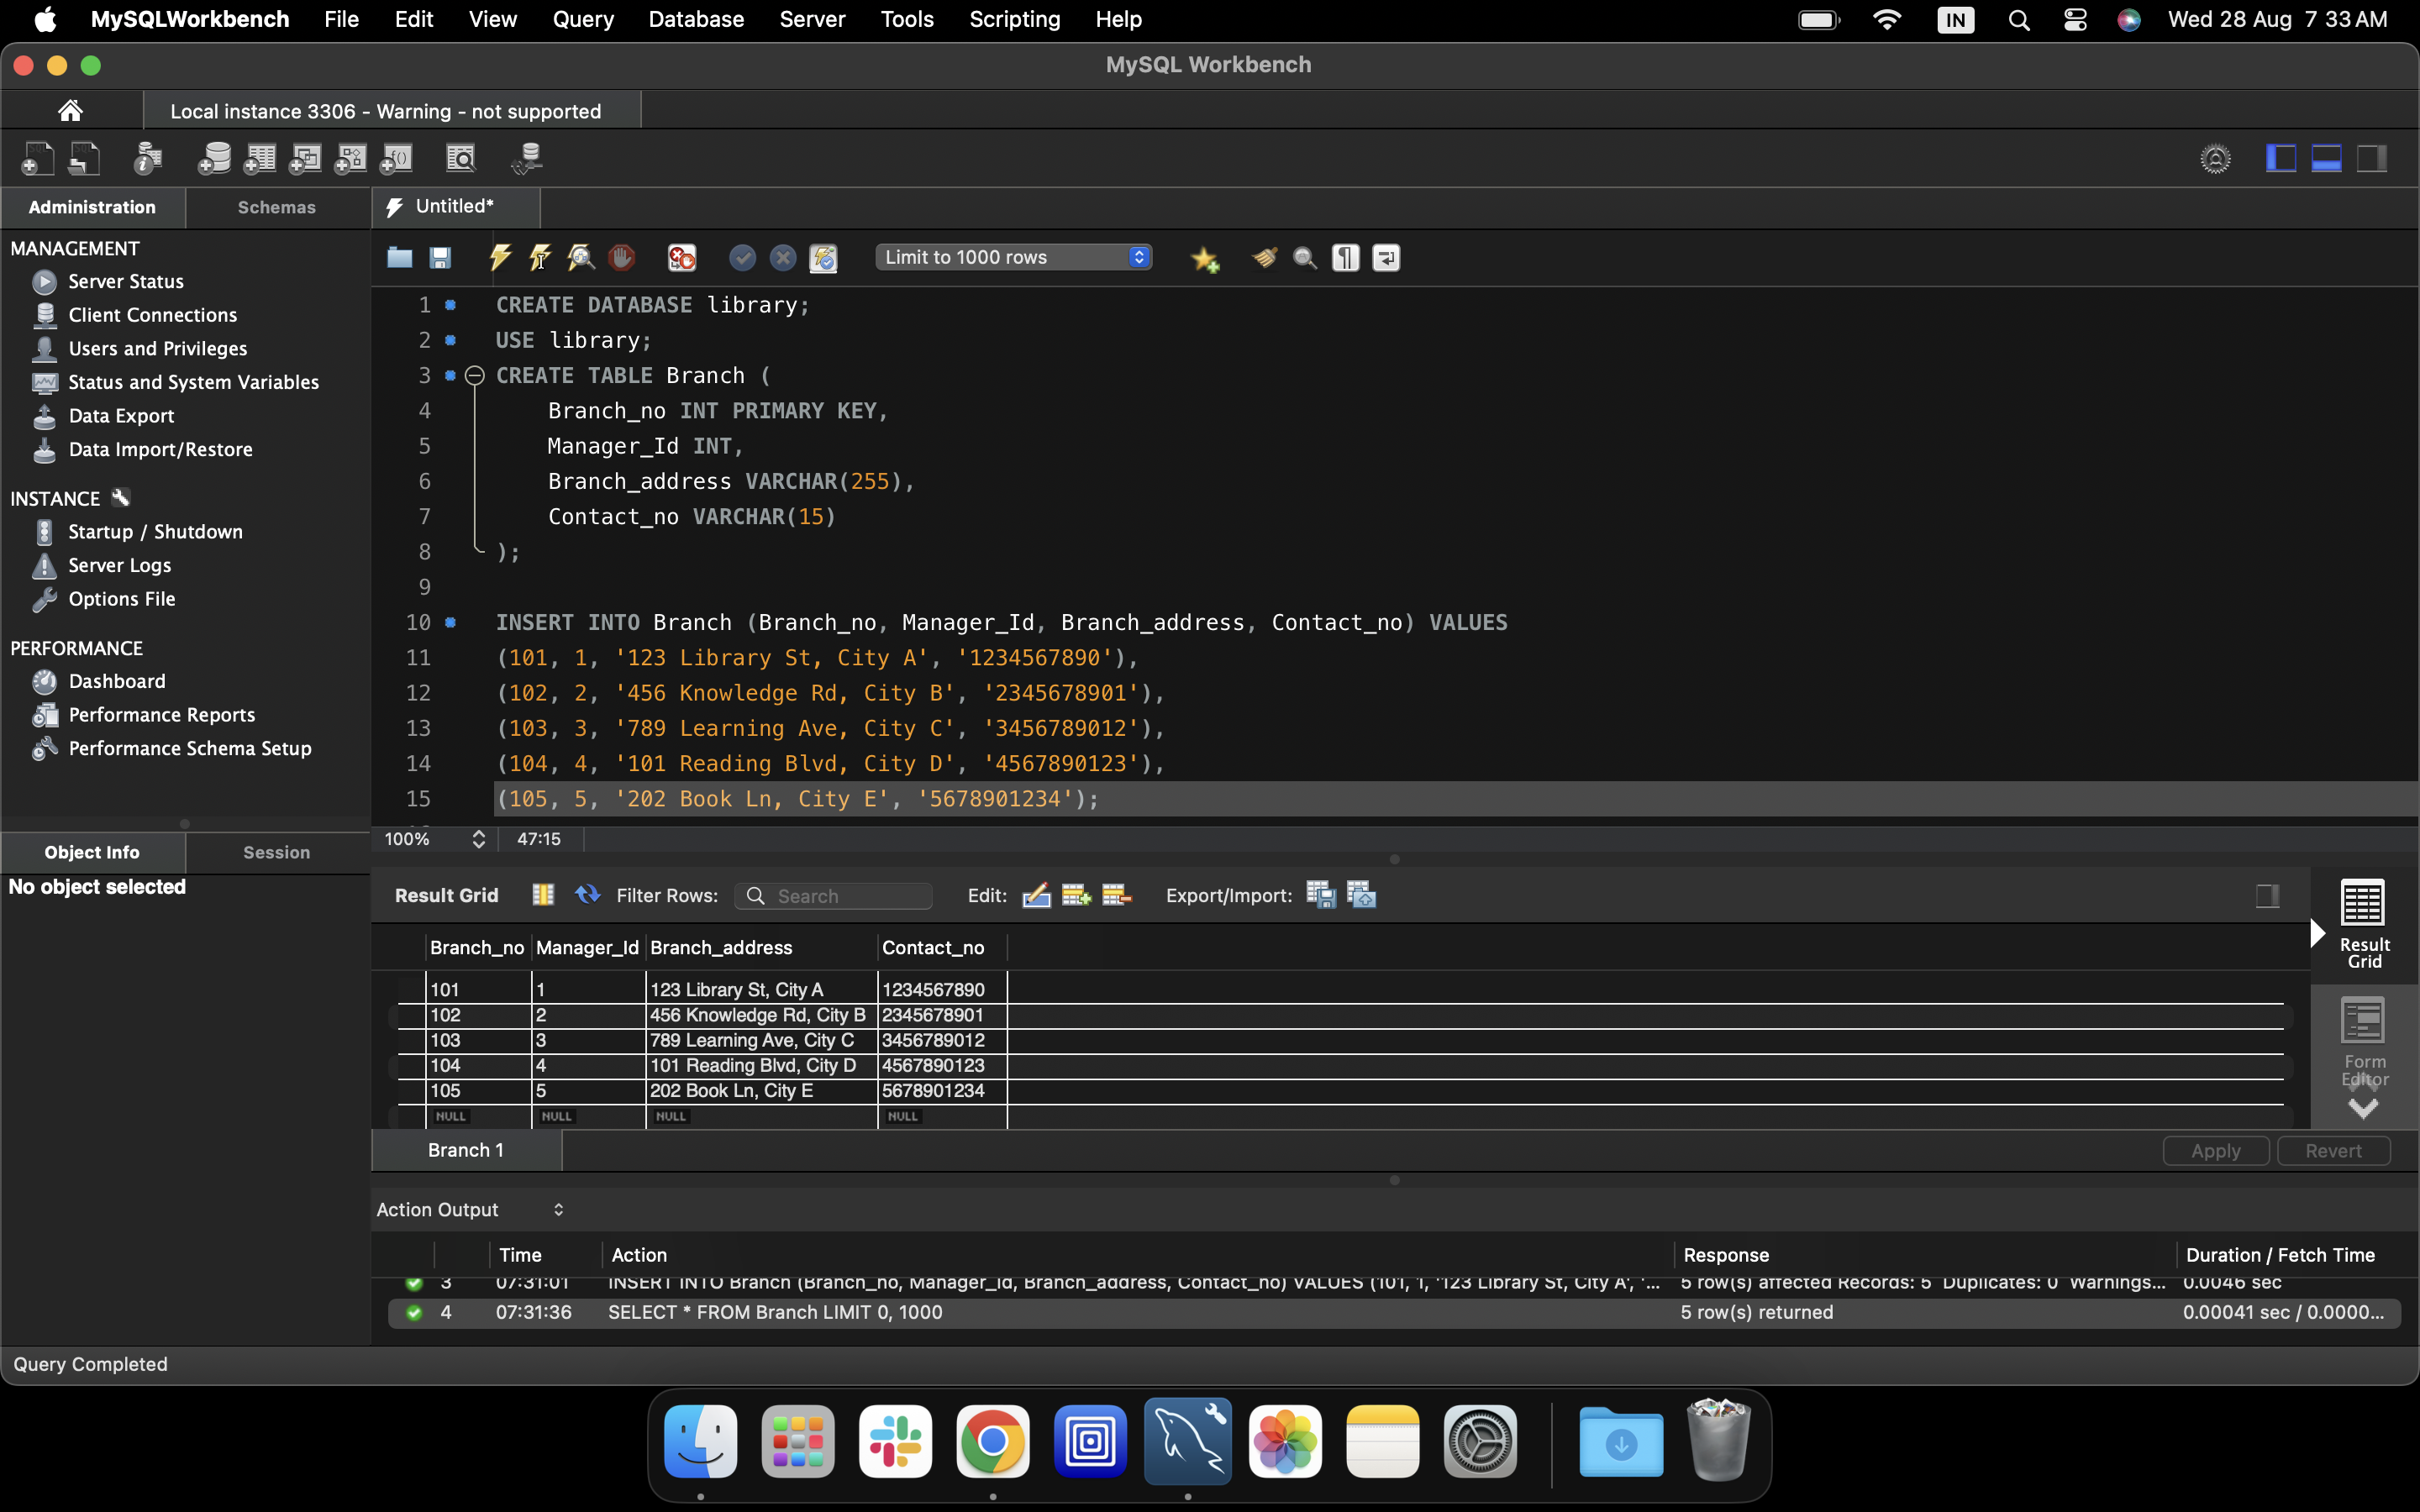 MySQLWorkbench File Edit View Query Database Server Tools Scripting Help IN Wed 28 Aug 7 33 AM
MySQL Workbench
Local instance 3306 - Warning - not supported
Administration Schemas Untitled*
MANAGEMENT
Server Status
Client Connections
Users and Privileges
Status and System Variables
Data Export
Data Import/Restore
INSTANCE
Startup / Shutdown
Server Logs
Options File
PERFORMANCE
Dashboard
Performance Reports
Performance Schema Setup
Object Info Session
No object selected
Limit to 1000 rows
1 CREATE DATABASE library;
2 USE library;
3 CREATE TABLE Branch (
4 Branch_no INT PRIMARY KEY,
5 Manager_Id INT,
6 Branch_address VARCHAR(255),
7 Contact_no VARCHAR(15)
8 );
9
10 INSERT INTO Branch (Branch_no, Manager_Id, Branch_address, Contact_no) VALUES
11 (101, 1, '123 Library St, City A', '1234567890'),
12 (102, 2, '456 Knowledge Rd, City B', '2345678901'),
13 (103, 3, '789 Learning Ave, City C', '3456789012'),
14 (104, 4, '101 Reading Blvd, City D', '4567890123'),
15 (105, 5, '202 Book Ln, City E', '5678901234');
100% 47:15
Result Grid Filter Rows: Search Edit: Export/Import:
Branch_no Manager_Id Branch_address Contact_no
101 1 123 Library St, City A 1234567890
102 2 456 Knowledge Rd, City B 2345678901
103 3 789 Learning Ave, City C 3456789012
104 4 101 Reading Blvd, City D 4567890123
105 5 202 Book Ln, City E 5678901234
NULL NULL NULL NULL
Result
Grid
Form
Editor
Branch 1 Apply Revert
Action Output
Time Action Response Duration / Fetch Time
3 07:31:01 INSERT INTO Branch (Branch_no, Manager_Id, Branch_address, Contact_no) VALUES (101, 1, '123 Library St, City A', '... 5 row(s) affected Records: 5 Duplicates: 0 Warnings... 0.0046 sec
4 07:31:36 SELECT * FROM Branch LIMIT 0, 1000 5 row(s) returned 0.00041 sec / 0.0000...
Query Completed